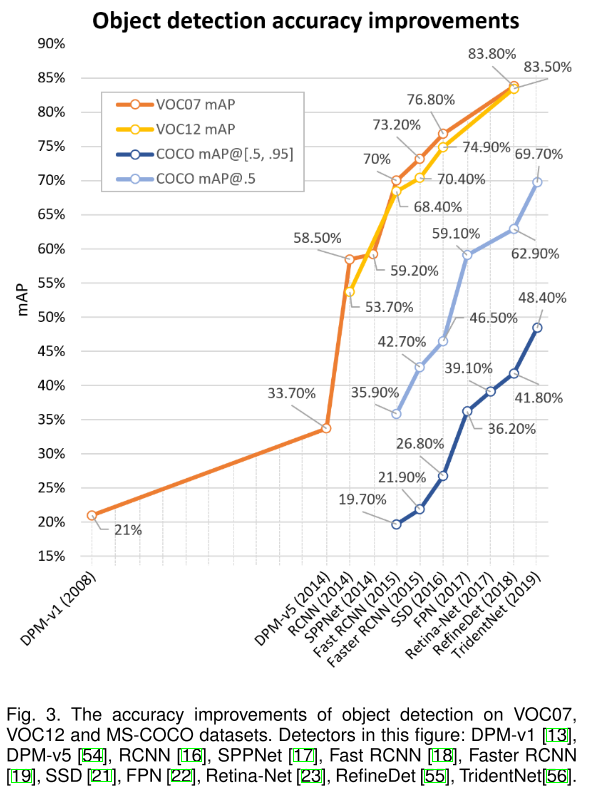 Object detection accuracy improvements
90%
83.80%
83.50%
85%
VOC07 mAP
VOC12 mAP
COCO mAP@[.5, .95]
COCO mAP@.5
80%
76.80%
75%
73.20%
74.90%
70%
70%
70.40%
69.70%
68.40%
65%
60%
58.50%
59.20%
59.10%
62.90%
55%
53.70%
mAP
50%
48.40%
46.50%
45%
42.70%
40%
39.10%
41.80%
35%
33.70%
35.90%
36.20%
30%
26.80%
25%
21.90%
20%
21%
19.70%
15%
DPM-v1 (2008)
DPM-v5 (2014)
RCNN (2014)
SPPNet (2014)
Fast RCNN (2015)
Faster RCNN (2015)
SSD (2016)
FPN (2017)
Retina-Net (2017)
RefineDet (2018)
TridentNet (2019)
Fig. 3. The accuracy improvements of object detection on VOC07,
VOC12 and MS-COCO datasets. Detectors in this figure: DPM-v1 [13],
DPM-v5 [54], RCNN [16], SPPNet [17], Fast RCNN [18], Faster RCNN
[19], SSD [21], FPN [22], Retina-Net [23], RefineDet [55], TridentNet[56].